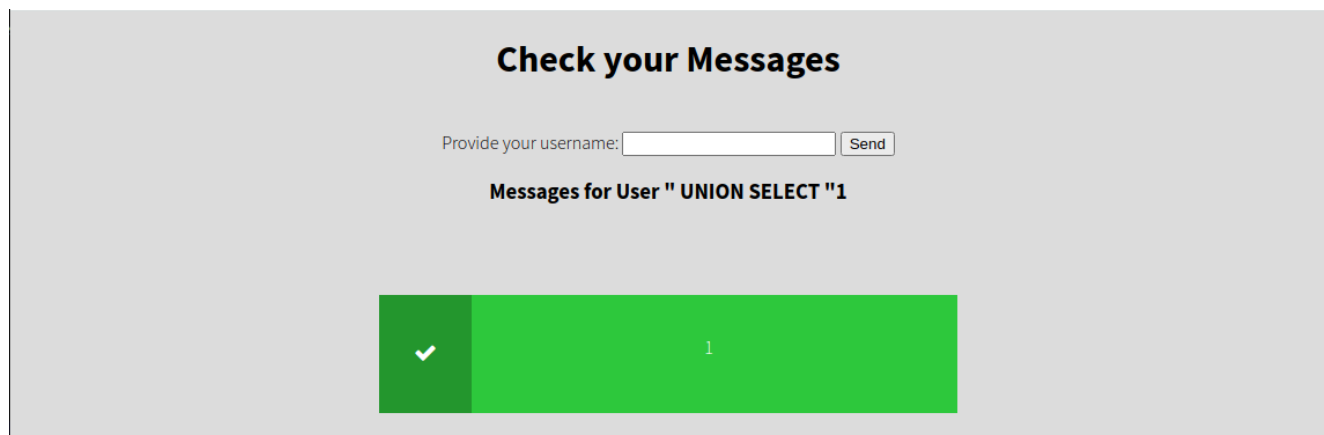 Check your Messages
Provide your username: Send
Messages for User " UNION SELECT "1
1